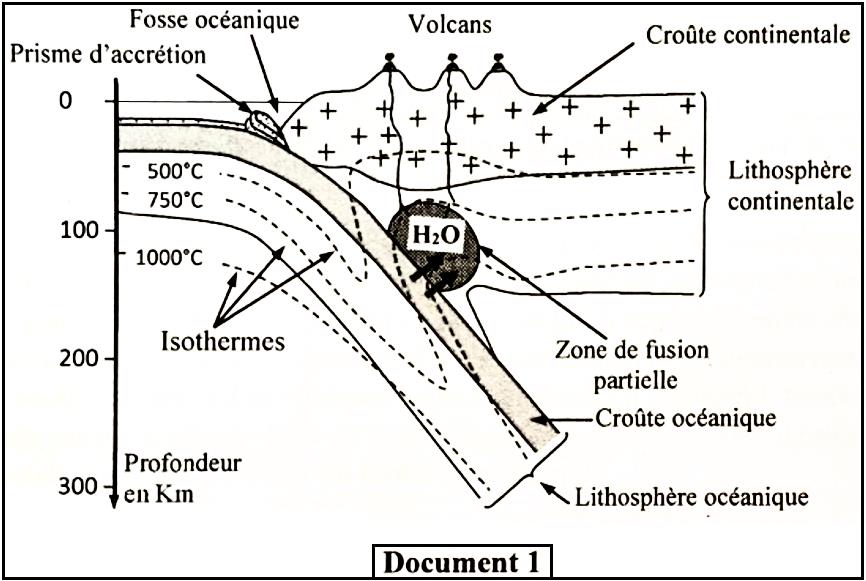 Fosse océanique
Volcans
Croûte continentale
Prisme d'accrétion
0
500°C
750°C
Lithosphère
continentale
100
H₂O
1000°C
Isothermes
Zone de fusion
partielle
200
Croûte océanique
Profondeur
en Km
300
Lithosphère océanique
Document 1